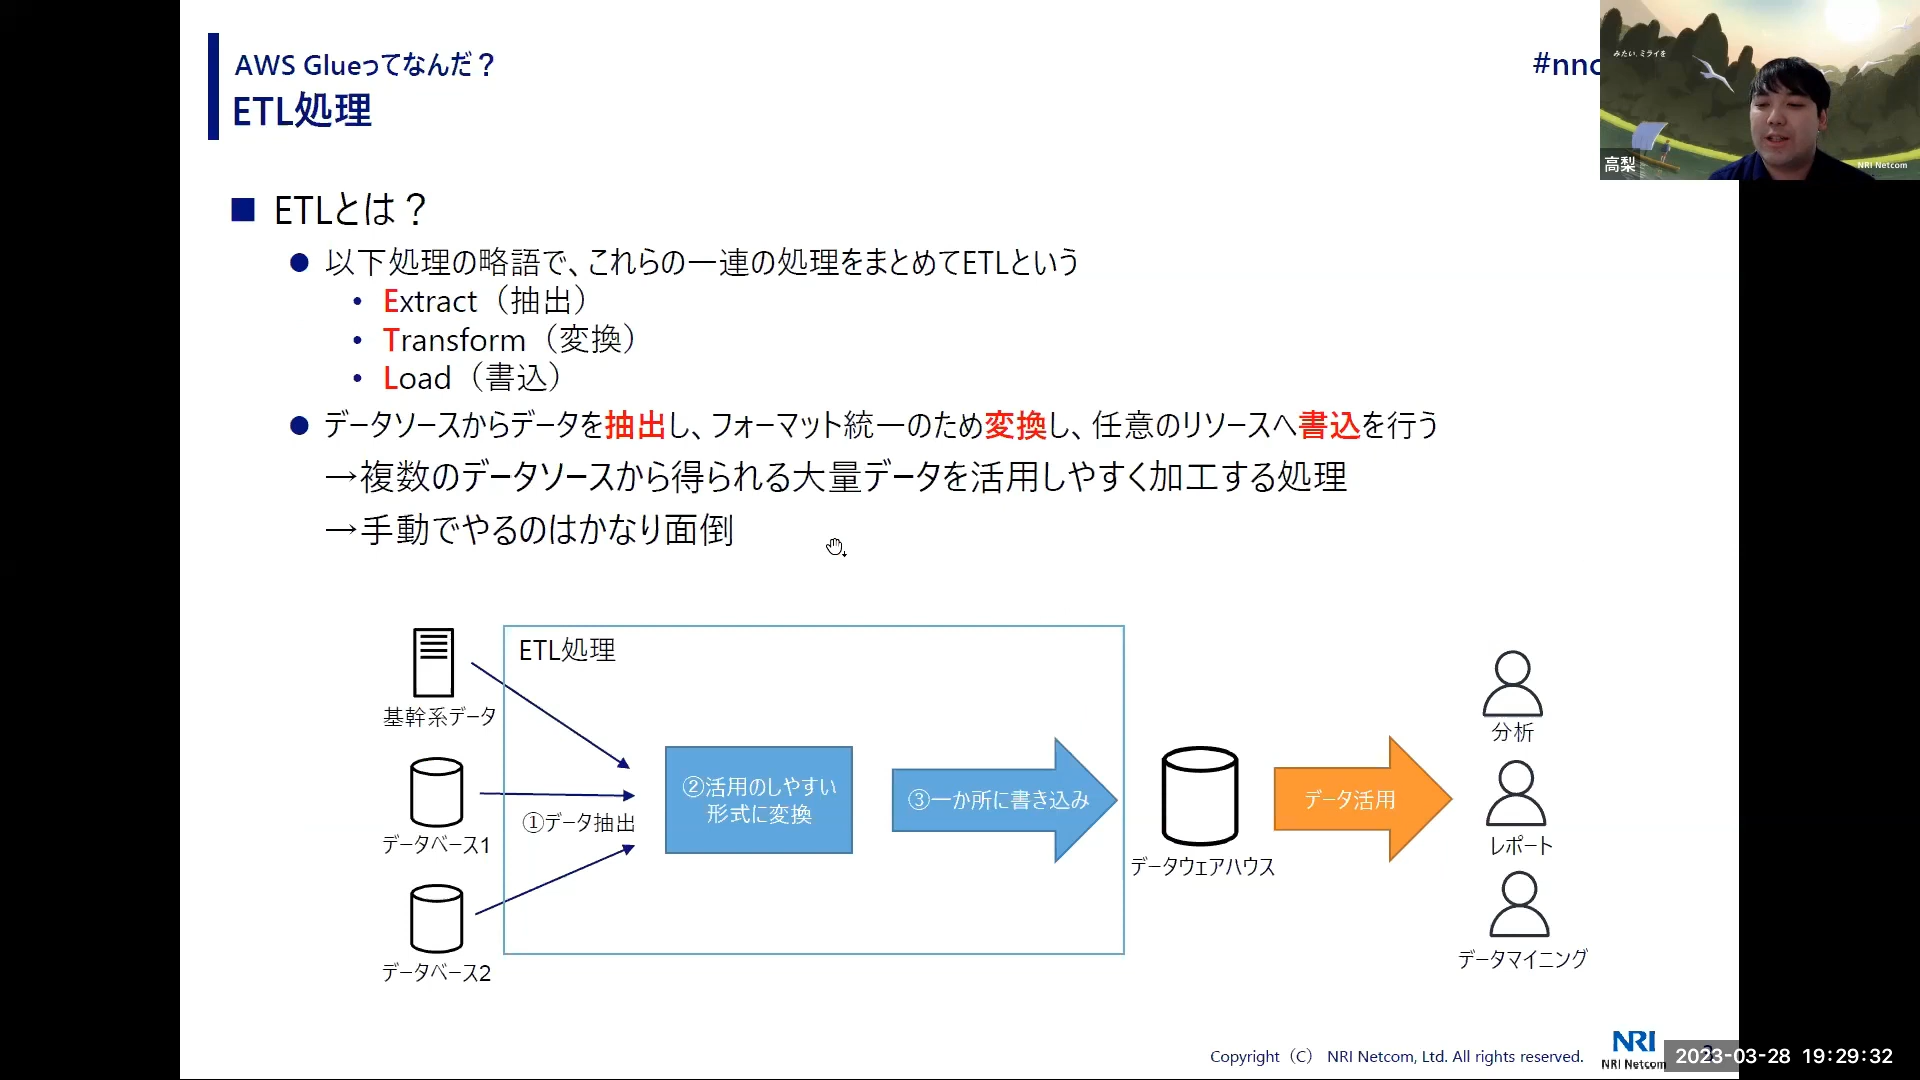 AWS Glueってなんだ？
ETL処理
#nnc
みたい、ミライを
高梨
NRI Netcom
ETLとは？
以下処理の略語で、これらの一連の処理をまとめてETLという
Extract（抽出）
Transform（変換）
Load（書込）
データソースからデータを抽出し、フォーマット統一のため変換し、任意のリソースへ書込を行う
→複数のデータソースから得られる大量データを活用しやすく加工する処理
→手動でやるのはかなり面倒
ETL処理
基幹系データ
データベース1
データベース2
①データ抽出
②活用のしやすい
形式に変換
③一か所に書き込み
データウェアハウス
データ活用
分析
レポート
データマイニング
Copyright（C） NRI Netcom, Ltd. All rights reserved.
NRI
NRI Netcom
2023-03-28 19:29:32